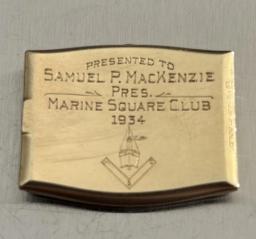 PRESENTED TO
SAMUEL P. MACKENZIE
PRES.
MARINE SQUARE CLUB
1934